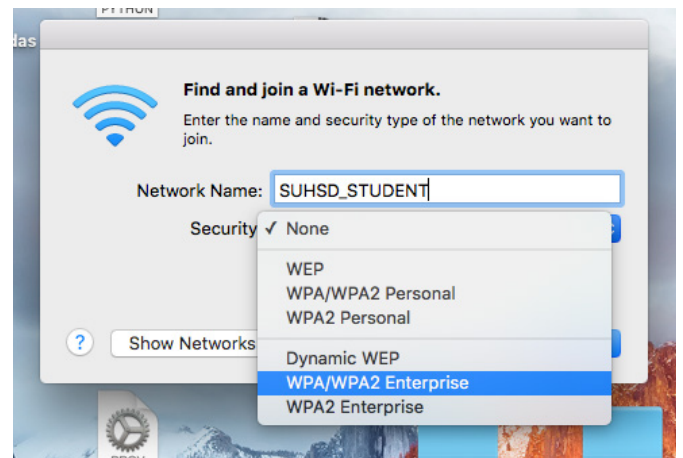 PYTHON
das
Find and join a Wi-Fi network.
Enter the name and security type of the network you want to
join.
Network Name: SUHSD_STUDENT
Security ✓ None
WEP
WPA/WPA2 Personal
WPA2 Personal
? Show Networks
Dynamic WEP
WPA/WPA2 Enterprise
WPA2 Enterprise